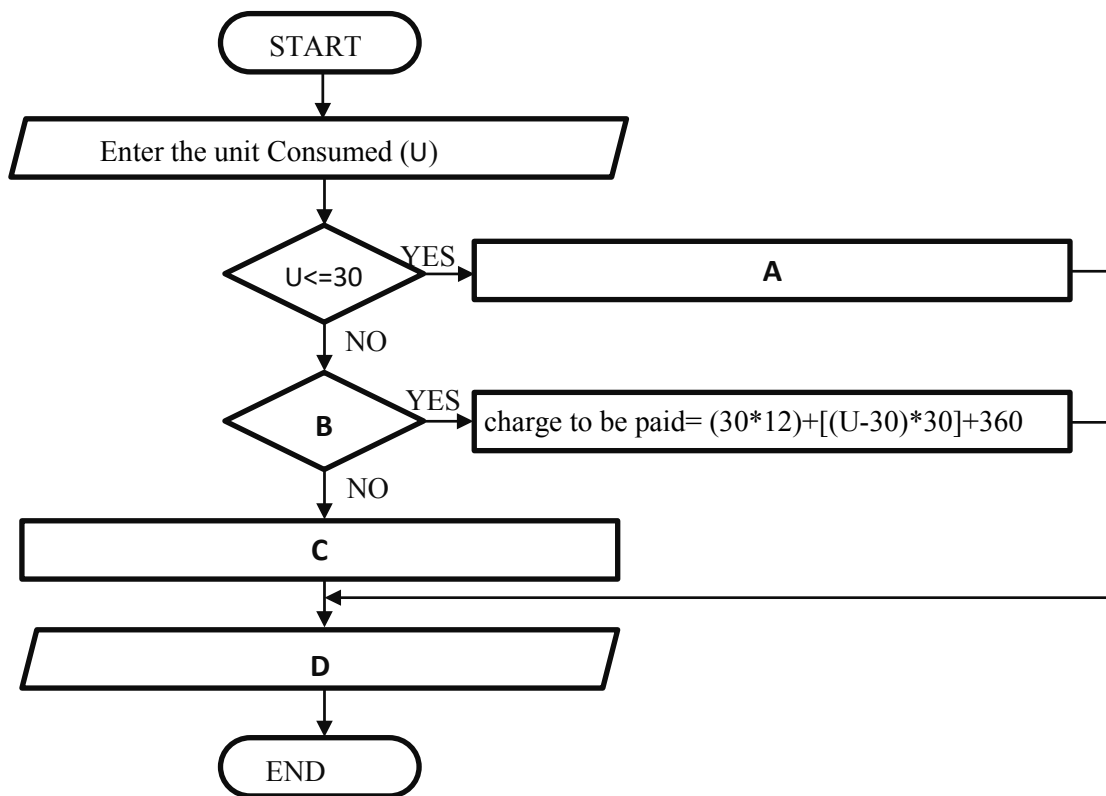 START
Enter the unit Consumed (U)
U<=30
YES
A
NO
B
YES
charge to be paid= (30*12)+[(U-30)*30]+360
NO
C
D
END